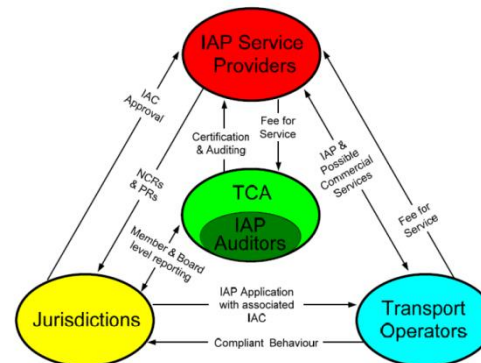 IAP Service
Providers
IAC
Approval
Certification
& Auditing
Fee for
Service
IAP &
Possible
Commercial
Services
NCRs
& PRs
TCA
IAP
Auditors
Fee for
Service
Member & Board
level reporting
Jurisdictions
IAP Application
with associated
IAC
Transport
Operators
Compliant Behaviour